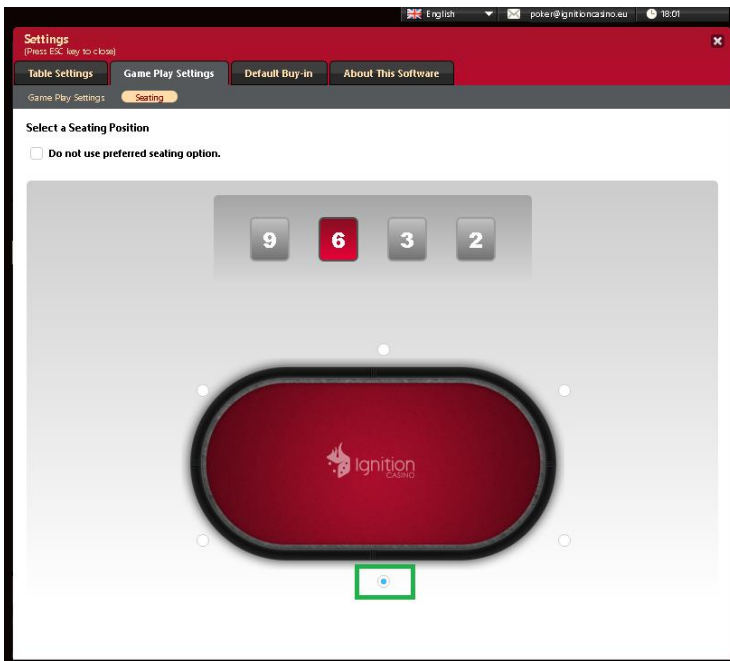 English poker@ignitioncasino.eu 18:01
Settings
(Press ESC key to close)
Table Settings Game Play Settings Default Buy-in About This Software
Game Play Settings Seating
Select a Seating Position
Do not use preferred seating option.
9 6 3 2
Ignition
CASINO